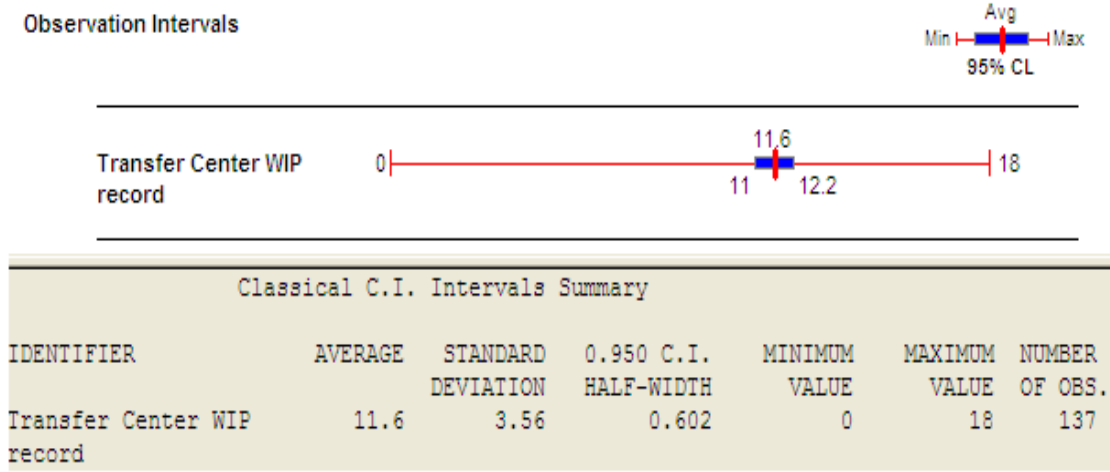 Observation Intervals
Avg
Min Max
95% CL
11.6
Transfer Center WIP 0 18
record 11 12.2
Classical C.I. Intervals Summary
IDENTIFIER AVERAGE STANDARD 0.950 C.I. MINIMUM MAXIMUM NUMBER
DEVIATION HALF-WIDTH VALUE VALUE OF OBS.
Transfer Center WIP 11.6 3.56 0.602 0 18 137
record